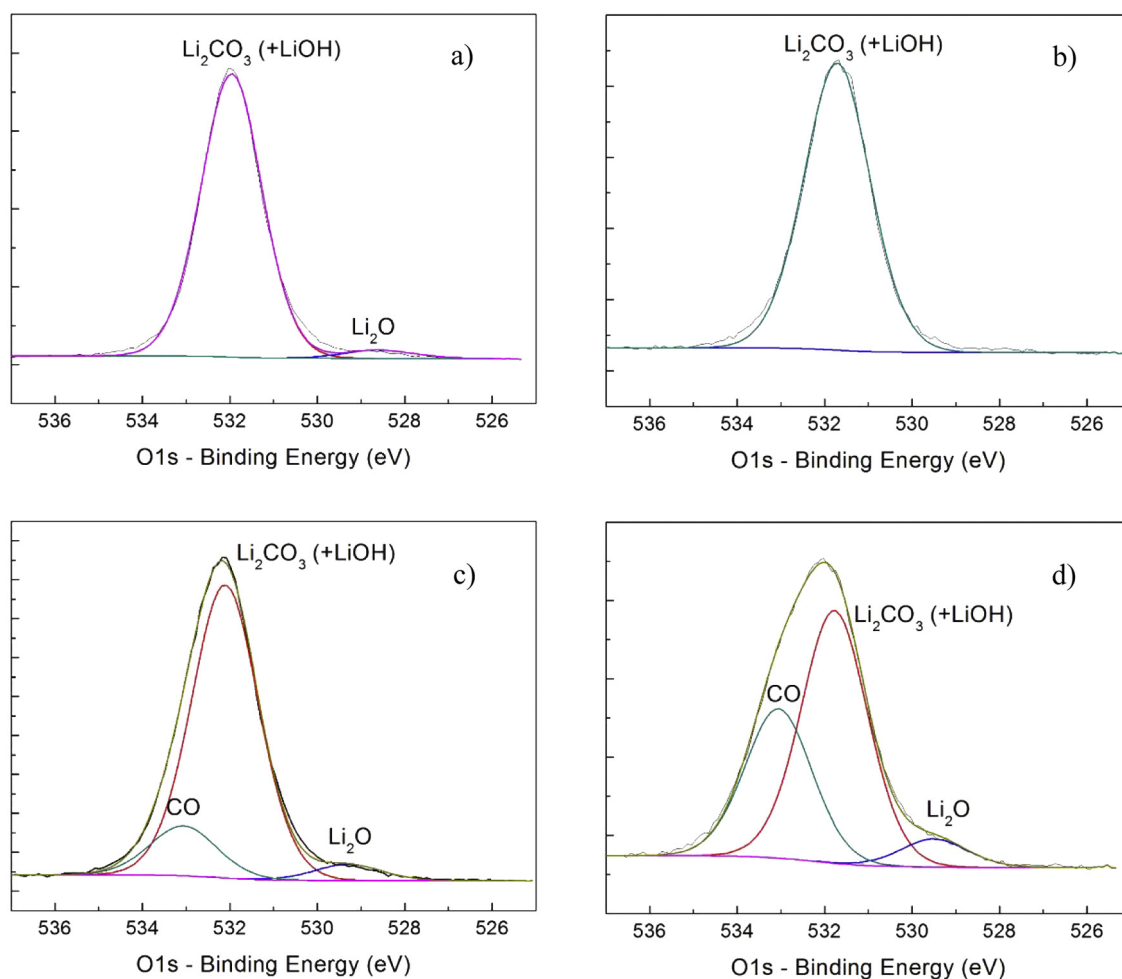 Li₂CO₃ (+LiOH)
a)
Li₂O
536 534 532 530 528 526
O1s - Binding Energy (eV)
Li₂CO₃ (+LiOH)
b)
536 534 532 530 528 526
O1s - Binding Energy (eV)
Li₂CO₃ (+LiOH)
c)
CO
Li₂O
536 534 532 530 528 526
O1s - Binding Energy (eV)
d)
Li₂CO₃ (+LiOH)
CO
Li₂O
536 534 532 530 528 526
O1s - Binding Energy (eV)